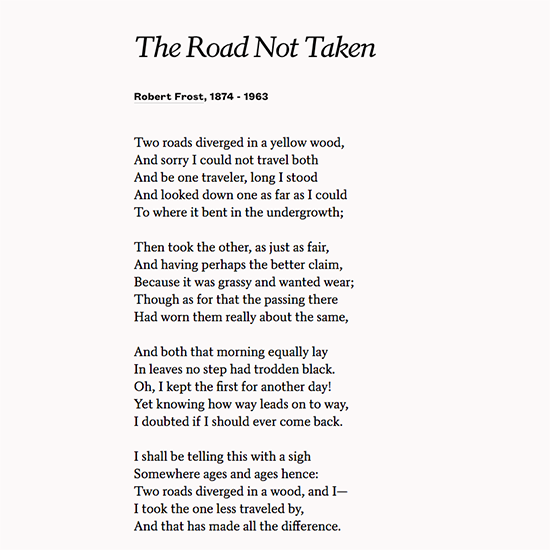 The Road Not Taken
Robert Frost, 1874 - 1963
Two roads diverged in a yellow wood,
And sorry I could not travel both
And be one traveler, long I stood
And looked down one as far as I could
To where it bent in the undergrowth;
Then took the other, as just as fair,
And having perhaps the better claim,
Because it was grassy and wanted wear;
Though as for that the passing there
Had worn them really about the same,
And both that morning equally lay
In leaves no step had trodden black.
Oh, I kept the first for another day!
Yet knowing how way leads on to way,
I doubted if I should ever come back.
I shall be telling this with a sigh
Somewhere ages and ages hence:
Two roads diverged in a wood, and I—
I took the one less traveled by,
And that has made all the difference.